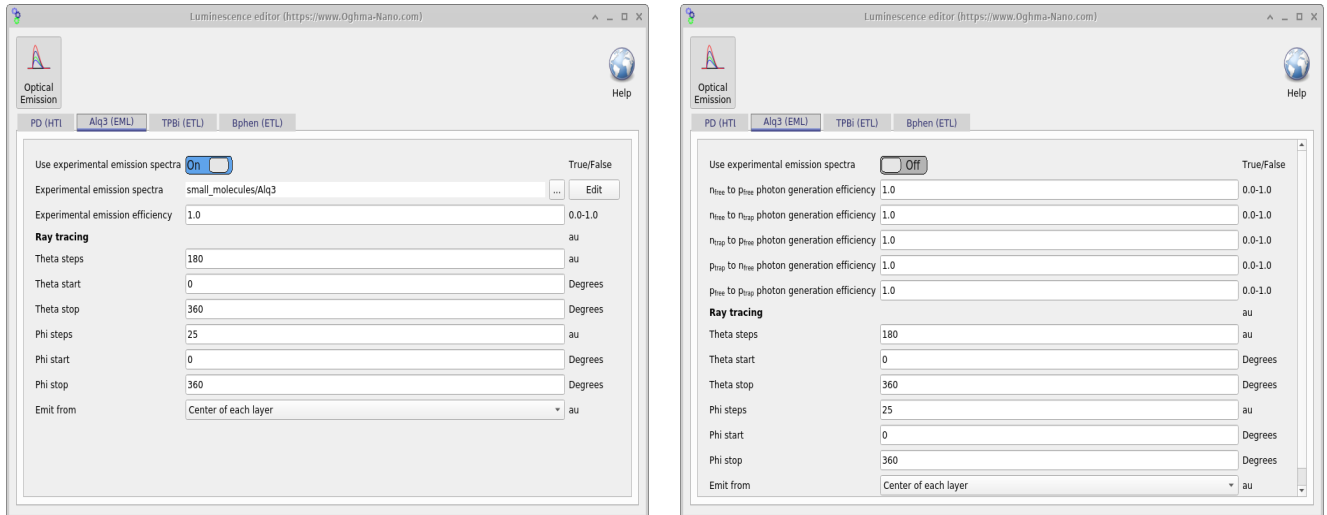 Luminescence editor (https://www.Oghma-Nano.com)
Optical
Emission
Help
PD (HTI Alq3 (EML) TPBi (ETL) Bphen (ETL)
Use experimental emission spectra On True/False
Experimental emission spectra small_molecules/Alq3 ... Edit
Experimental emission efficiency 1.0 0.0-1.0
Ray tracing au
Theta steps 180 au
Theta start 0 Degrees
Theta stop 360 Degrees
Phi steps 25 au
Phi start 0 Degrees
Phi stop 360 Degrees
Emit from Center of each layer au
Luminescence editor (https://www.Oghma-Nano.com)
Optical
Emission
Help
PD (HTI Alq3 (EML) TPBi (ETL) Bphen (ETL)
Use experimental emission spectra Off True/False
nfree to pfree photon generation efficiency 1.0 0.0-1.0
nfree to ntrap photon generation efficiency 1.0 0.0-1.0
ntrap to pfree photon generation efficiency 1.0 0.0-1.0
ptrap to nfree photon generation efficiency 1.0 0.0-1.0
pfree to ptrap photon generation efficiency 1.0 0.0-1.0
Ray tracing au
Theta steps 180 au
Theta start 0 Degrees
Theta stop 360 Degrees
Phi steps 25 au
Phi start 0 Degrees
Phi stop 360 Degrees
Emit from Center of each layer au